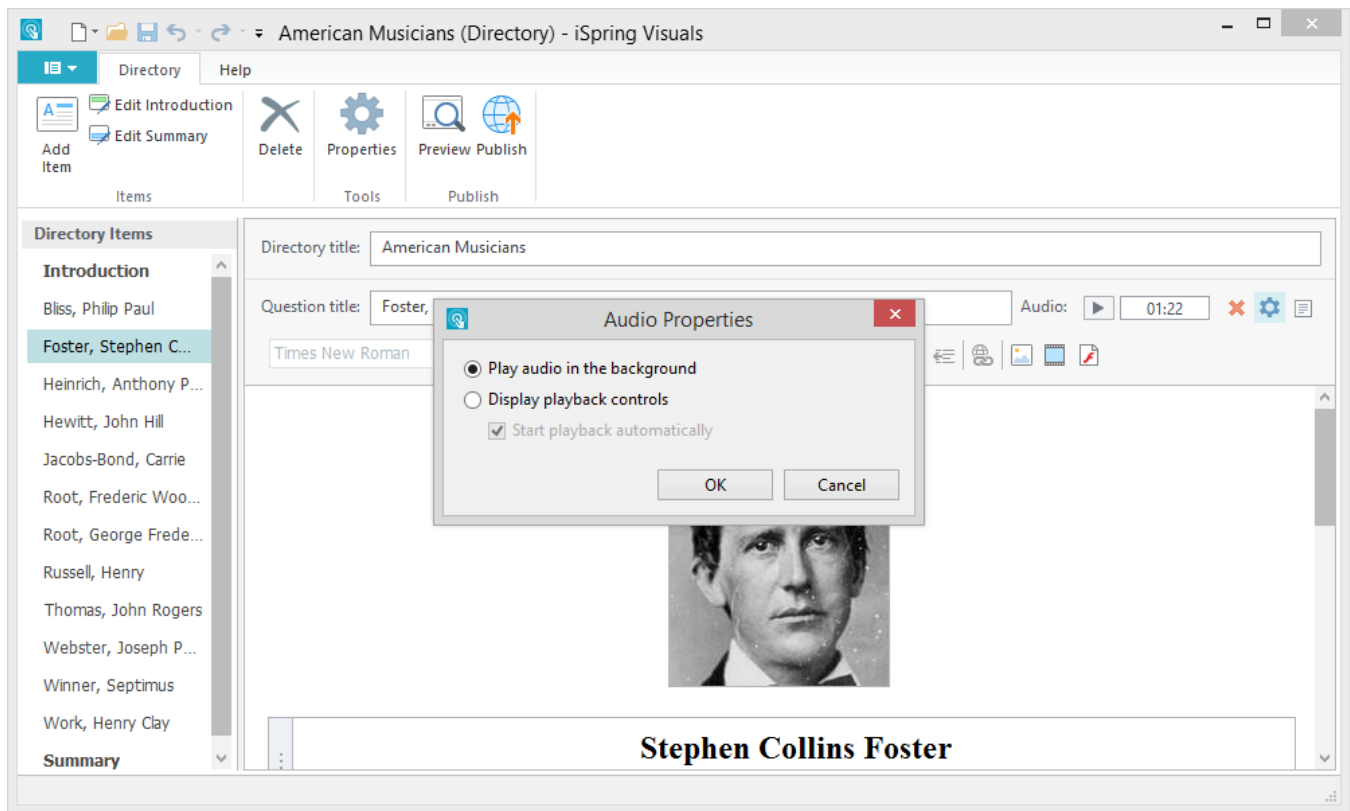 American Musicians (Directory) - iSpring Visuals
Directory Help
Add Item
Edit Introduction
Edit Summary
Delete
Properties
Preview Publish
Items
Tools
Publish
Directory Items
Introduction
Bliss, Philip Paul
Foster, Stephen C...
Heinrich, Anthony P...
Hewitt, John Hill
Jacobs-Bond, Carrie
Root, Frederic Woo...
Root, George Frede...
Russell, Henry
Thomas, John Rogers
Webster, Joseph P...
Winner, Septimus
Work, Henry Clay
Summary
Directory title: American Musicians
Question title: Foster,
Audio: 01:22
Times New Roman
Audio Properties
Play audio in the background
Display playback controls
Start playback automatically
OK Cancel
Stephen Collins Foster